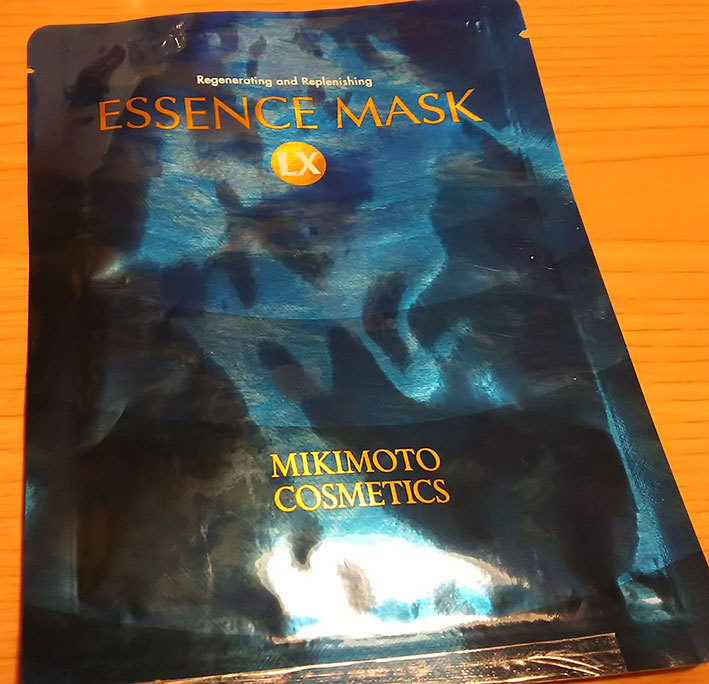 Regenerating and Replenishing
ESSENCE MASK
LX
MIKIMOTO
COSMETICS